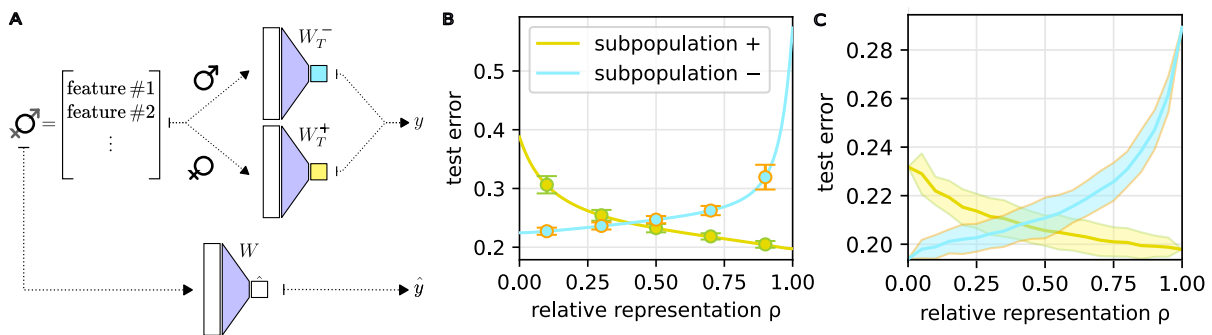 A
W_T^-
feature #1
feature #2
⋮
=
W_T^+
y
W
^
ŷ
B
subpopulation +
subpopulation −
test error
0.5
0.4
0.3
0.2
0.00 0.25 0.50 0.75 1.00
relative representation ρ
C
test error
0.28
0.26
0.24
0.22
0.20
0.00 0.25 0.50 0.75 1.00
relative representation ρ